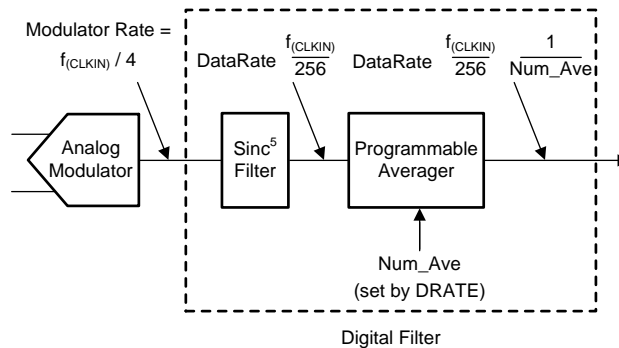 Modulator Rate =
f(CLKIN) / 4
DataRate f(CLKIN)
256
DataRate f(CLKIN)
256
1
Num_Ave
Analog
Modulator
Sinc5
Filter
Programmable
Averager
Num_Ave
(set by DRATE)
Digital Filter